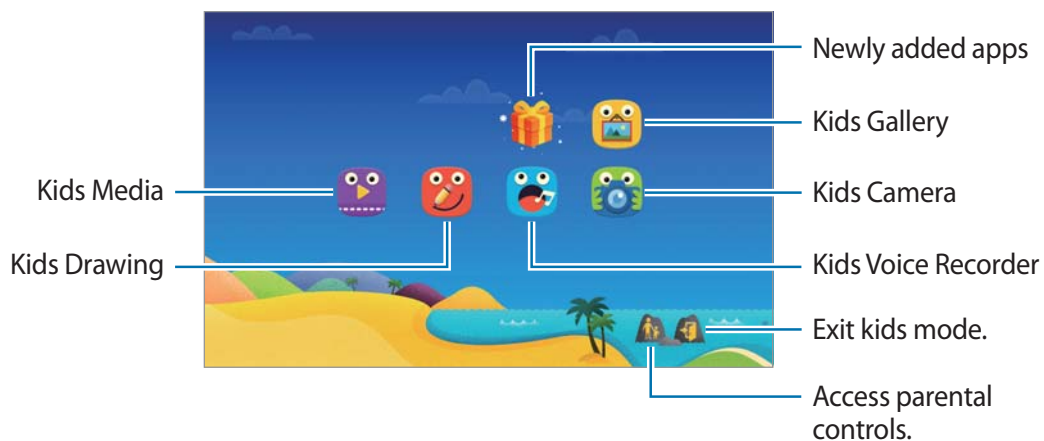 Newly added apps
Kids Gallery
Kids Media
Kids Camera
Kids Drawing
Kids Voice Recorder
Exit kids mode.
Access parental
controls.